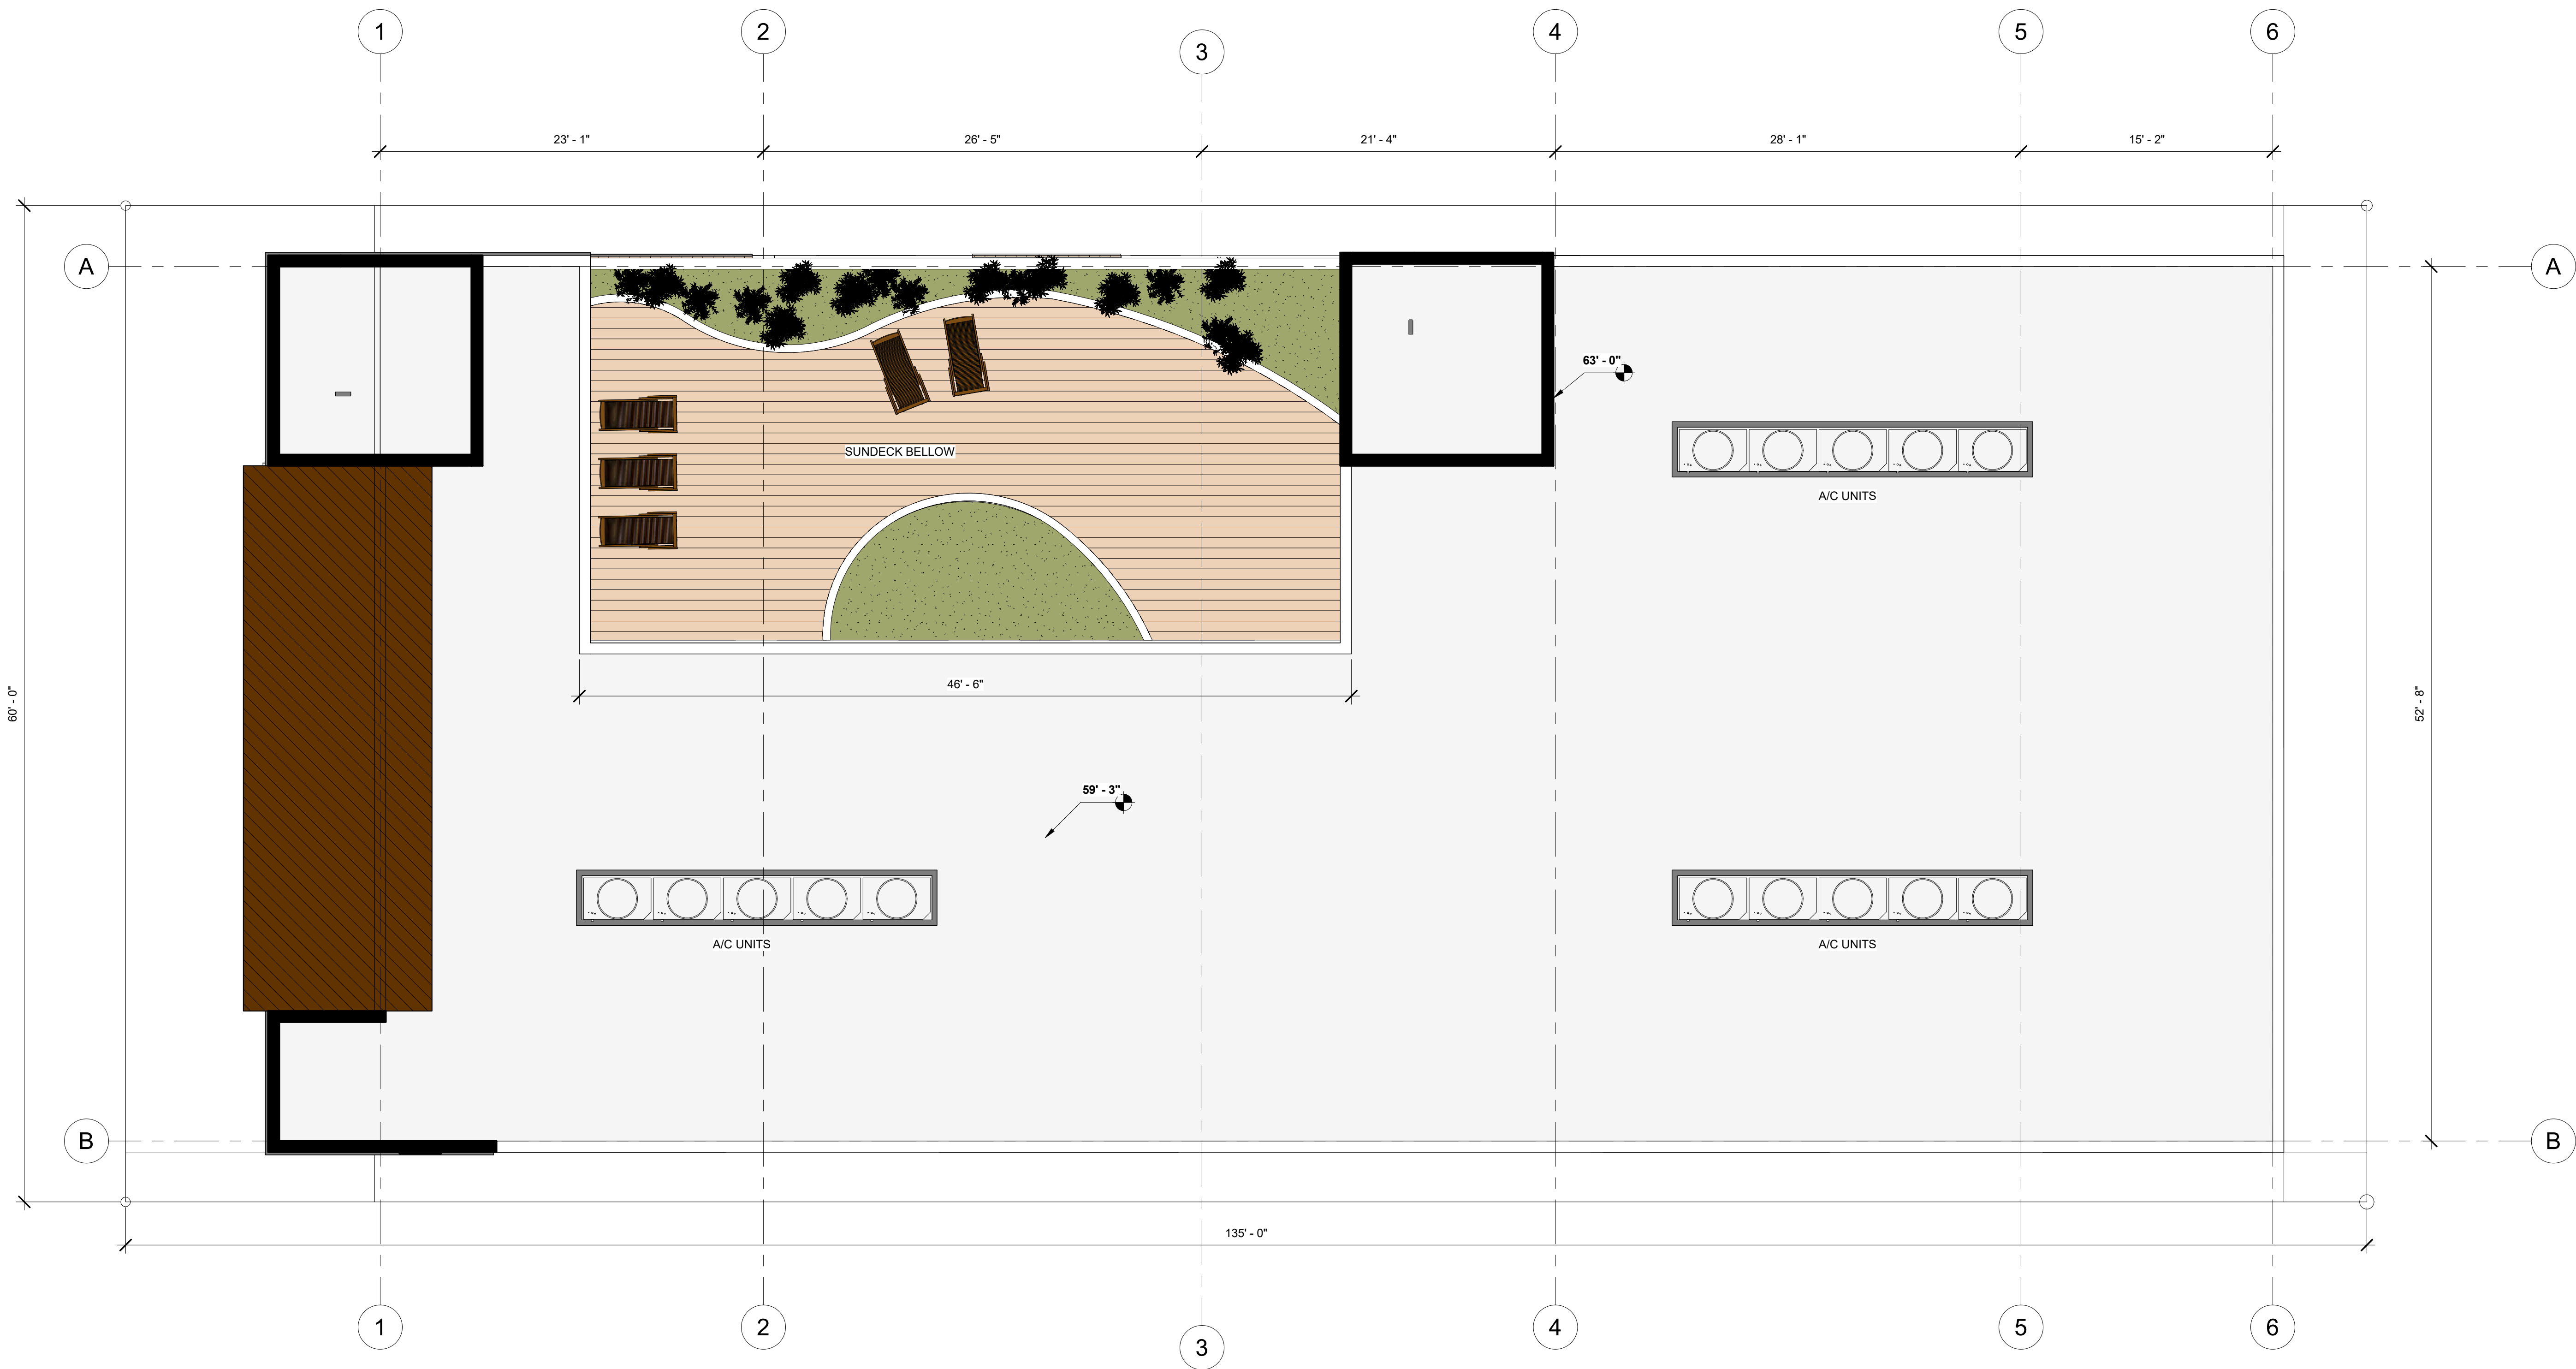 1 2 3 4 5 6
23' - 1" 26' - 5" 21' - 4" 28' - 1" 15' - 2"
A A
63' - 0"
SUNDECK BELLOW
A/C UNITS
46' - 6"
60' - 0" 52' - 8"
59' - 3"
A/C UNITS A/C UNITS
B B
135' - 0"
1 2 3 4 5 6